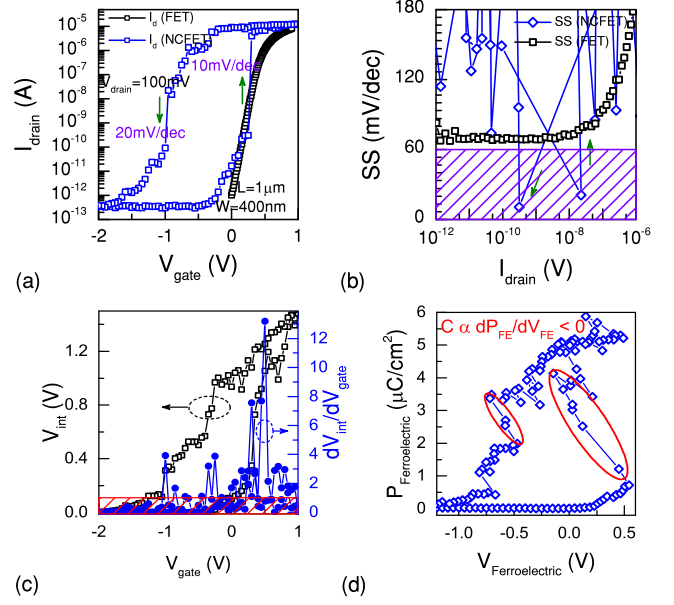 10^-5
10^-6
10^-7
10^-8
10^-9
10^-10
10^-11
10^-12
10^-13
I_drain (A)
I_d (FET)
I_d (NCFET)
10mV/dec
V_drain=100mV
20mV/dec
L=1μm
W=400nm
-2 -1 0 1
V_gate (V)
(a)
180
120
60
0
SS (mV/dec)
SS (NCFET)
SS (FET)
10^-12 10^-10 10^-8 10^-6
I_drain (V)
(b)
1.2
0.8
0.4
0.0
V_int (V)
12
10
8
6
4
2
0
dV_int/dV_gate
-2 -1 0 1
V_gate (V)
(c)
6
5
4
3
2
1
0
P_Ferroelectric (μC/cm^2)
C α dP_FE/dV_FE < 0
-1.0 -0.5 0.0 0.5
V_Ferroelectric (V)
(d)